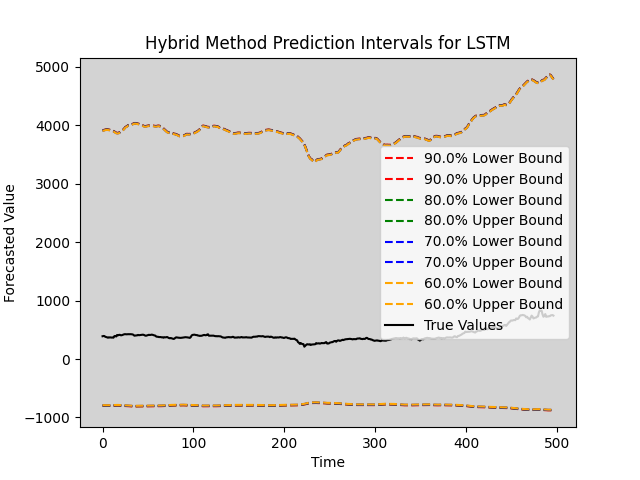 Hybrid Method Prediction Intervals for LSTM
5000
4000
3000
2000
1000
0
−1000
Forecasted Value
90.0% Lower Bound
90.0% Upper Bound
80.0% Lower Bound
80.0% Upper Bound
70.0% Lower Bound
70.0% Upper Bound
60.0% Lower Bound
60.0% Upper Bound
True Values
0 100 200 300 400 500
Time